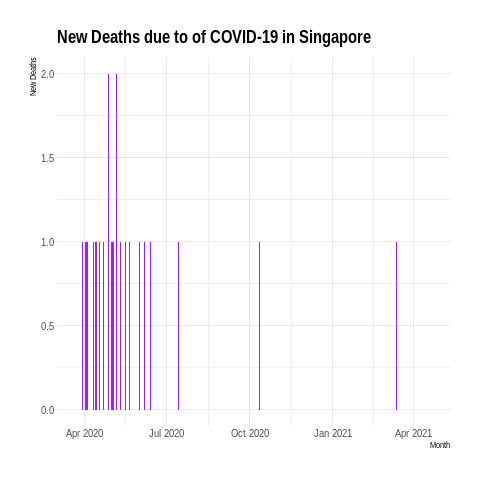 New Deaths due to of COVID-19 in Singapore
New Deaths
2.0
1.5
1.0
0.5
0.0
Apr 2020 Jul 2020 Oct 2020 Jan 2021 Apr 2021
Month